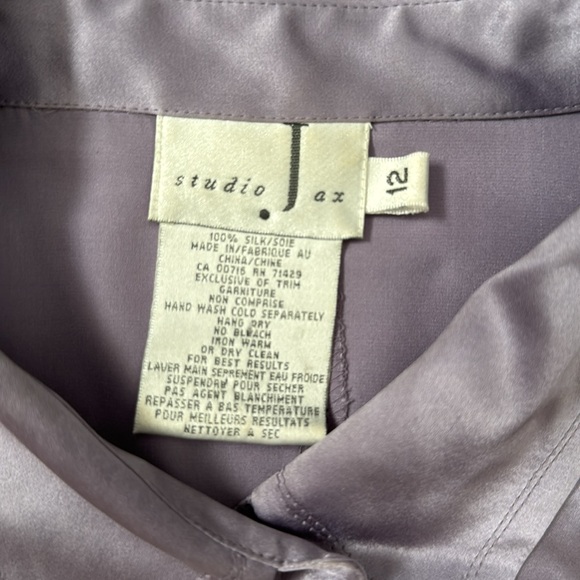 studio Jax
12
100% SILK/SOIE
MADE IN/FABRIQUE AU
CHINA/CHINE
CA 00716 RN 71429
EXCLUSIVE OF TRIM
GARNITURE
NON COMPRISE
HAND WASH COLD SEPARATELY
HANG DRY
NO BLEACH
IRON WARM
OR DRY CLEAN
FOR BEST RESULTS
LAVER MAIN SEPREMENT EAU FROIDE
SUSPENDRE POUR SECHER
PAS AGENT BLANCHIMENT
REPASSER A BAS TEMPERATURE
POUR MEILLEURS RESULTATS
NETTOYER A SEC